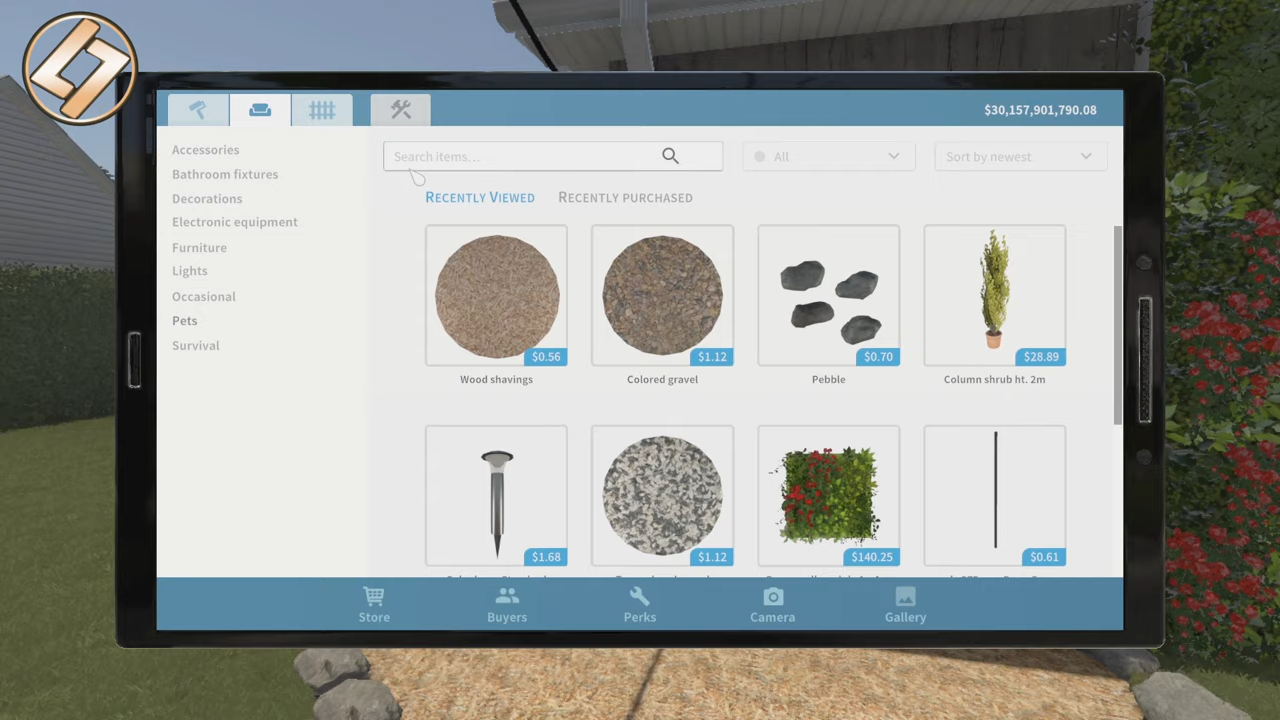 $30,157,901,790.08
Accessories
Bathroom fixtures
Decorations
Electronic equipment
Furniture
Lights
Occasional
Pets
Survival
Search items...
All
Sort by newest
RECENTLY VIEWED
RECENTLY PURCHASED
$0.56
$1.12
$0.70
$28.89
Wood shavings
Colored gravel
Pebble
Column shrub ht. 2m
$1.68
$1.12
$140.25
$0.61
Store
Buyers
Perks
Camera
Gallery